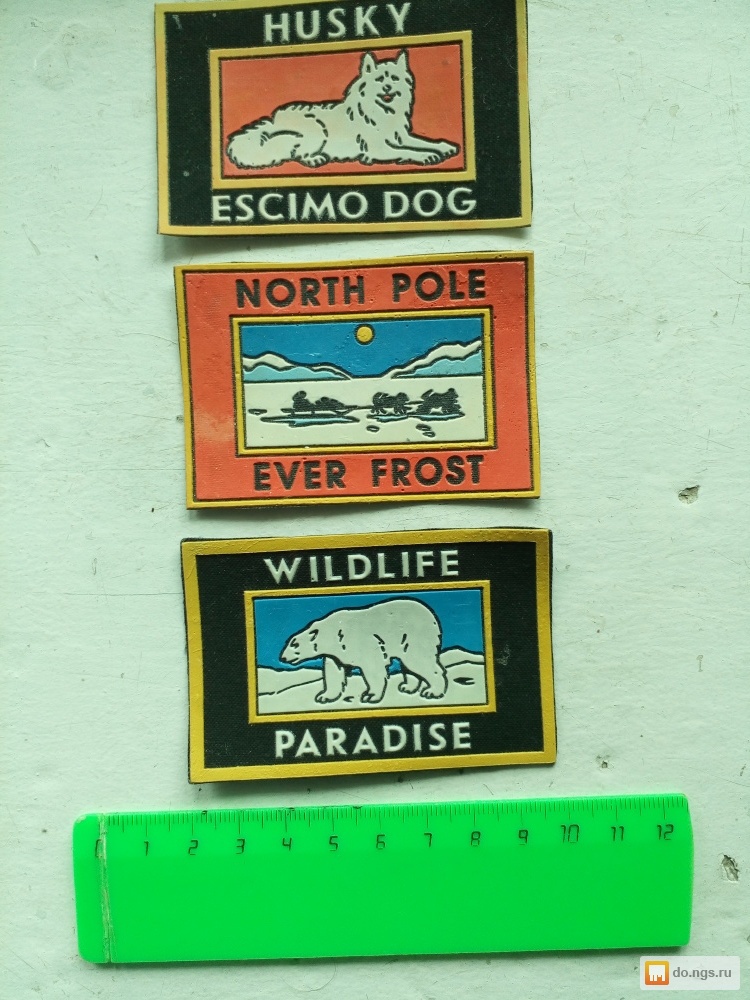 HUSKY
ESCIMO DOG
NORTH POLE
EVER FROST
WILDLIFE
PARADISE
0 1 2 3 4 5 6 7 8 9 10 11 12
do.ngs.ru